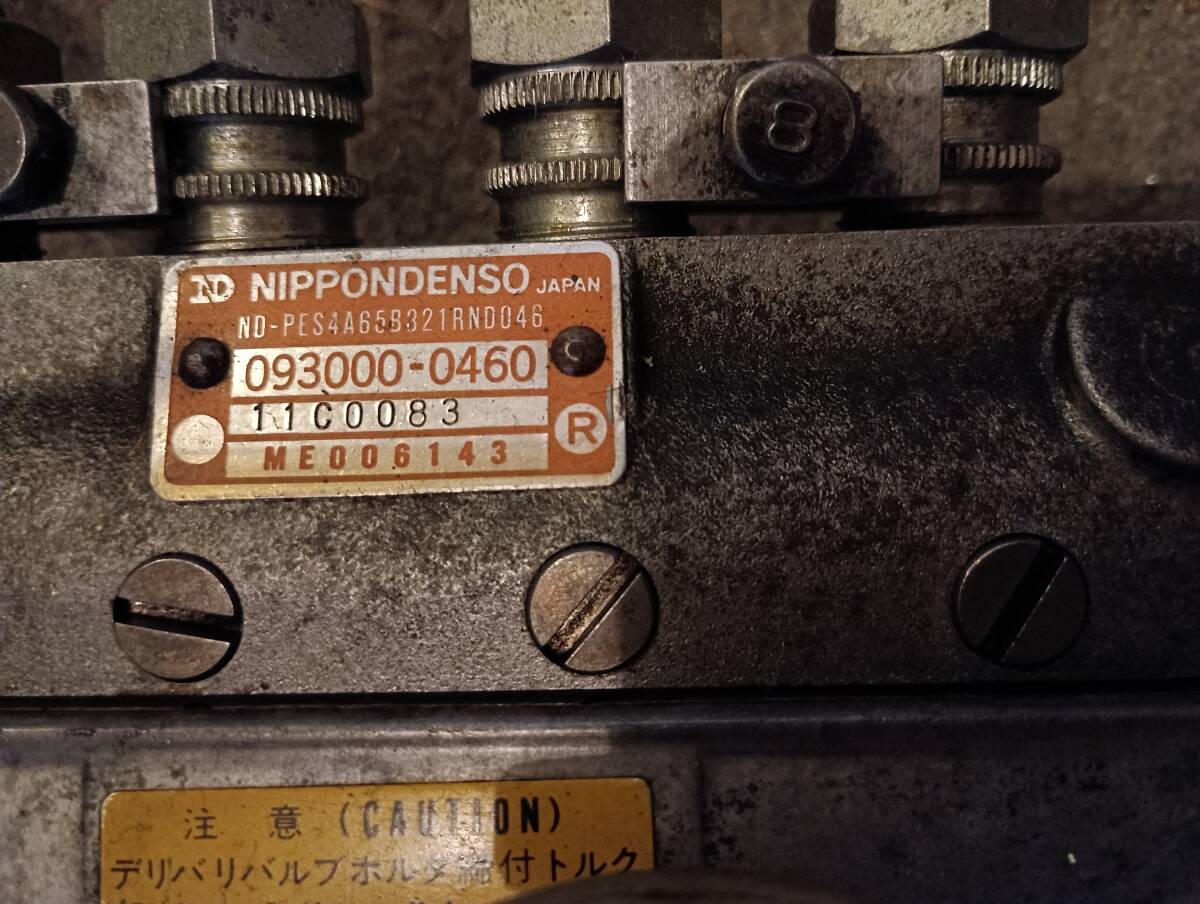 8
ND NIPPONDENSO JAPAN
ND-PES4A65B321RND046
093000-0460
11C0083
R
ME006143
注 意 (CAUTION)
デリバリバルブホルダ締付トルク